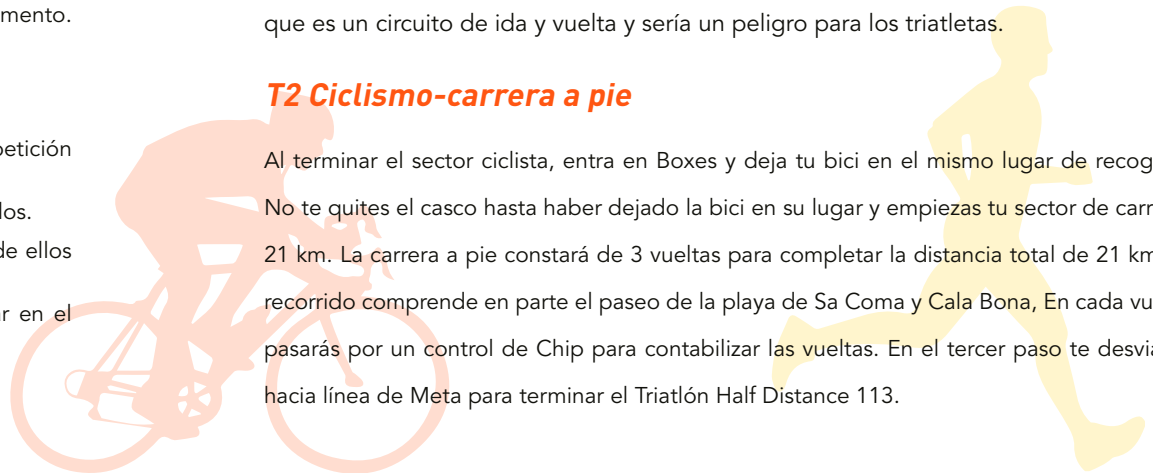 mento.
petición
los.
de ellos
r en el
que es un circuito de ida y vuelta y sería un peligro para los triatletas.
T2 Ciclismo-carrera a pie
Al terminar el sector ciclista, entra en Boxes y deja tu bici en el mismo lugar de recog
No te quites el casco hasta haber dejado la bici en su lugar y empiezas tu sector de carr
21 km. La carrera a pie constará de 3 vueltas para completar la distancia total de 21 km
recorrido comprende en parte el paseo de la playa de Sa Coma y Cala Bona, En cada vu
pasarás por un control de Chip para contabilizar las vueltas. En el tercer paso te desvia
hacia línea de Meta para terminar el Triatlón Half Distance 113.